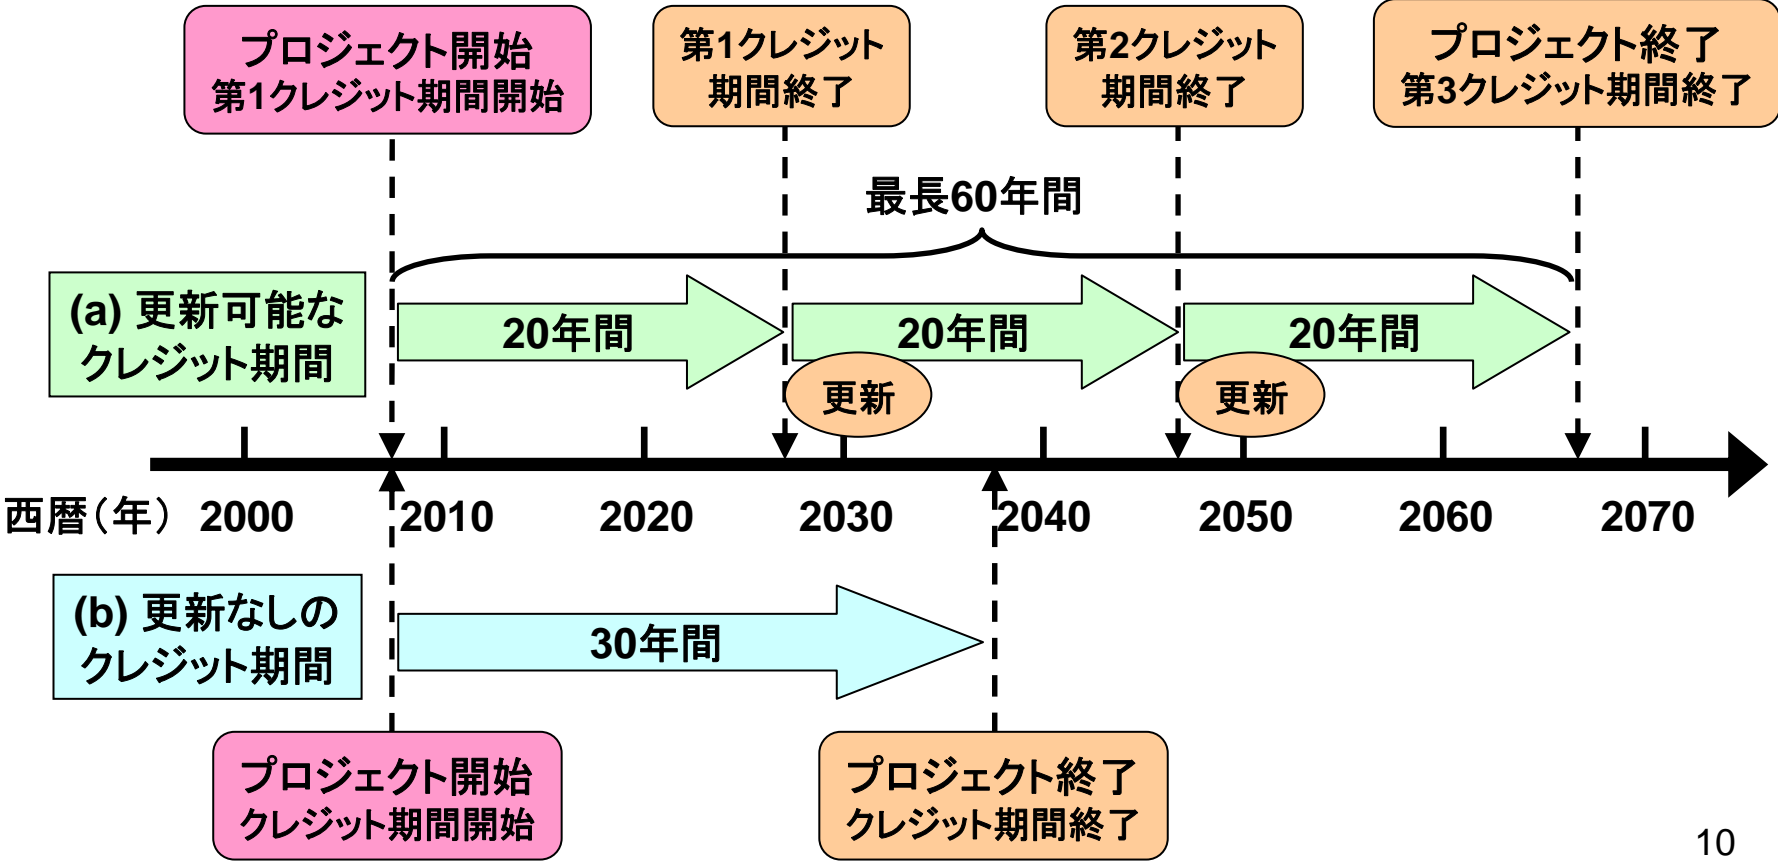 プロジェクト開始
第1クレジット期間開始
第1クレジット
期間終了
第2クレジット
期間終了
プロジェクト終了
第3クレジット期間終了
最長60年間
(a) 更新可能な
クレジット期間
20年間
20年間
20年間
更新
更新
西暦(年)
2000
2010
2020
2030
2040
2050
2060
2070
(b) 更新なしの
クレジット期間
30年間
プロジェクト開始
クレジット期間開始
プロジェクト終了
クレジット期間終了
10